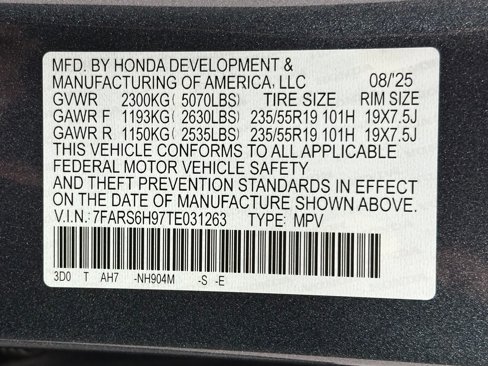 MFD. BY HONDA DEVELOPMENT &
MANUFACTURING OF AMERICA, LLC 08/'25
GVWR 2300KG( 5070LBS) TIRE SIZE RIM SIZE
GAWR F 1193KG( 2630LBS) 235/55R19 101H 19X7.5J
GAWR R 1150KG( 2535LBS) 235/55R19 101H 19X7.5J
THIS VEHICLE CONFORMS TO ALL APPLICABLE
FEDERAL MOTOR VEHICLE SAFETY
AND THEFT PREVENTION STANDARDS IN EFFECT
ON THE DATE OF MANUFACTURE SHOWN ABOVE.
V.I.N.: 7FARS6H97TE031263 TYPE: MPV
3D0 T AH7 -NH904M -S -E